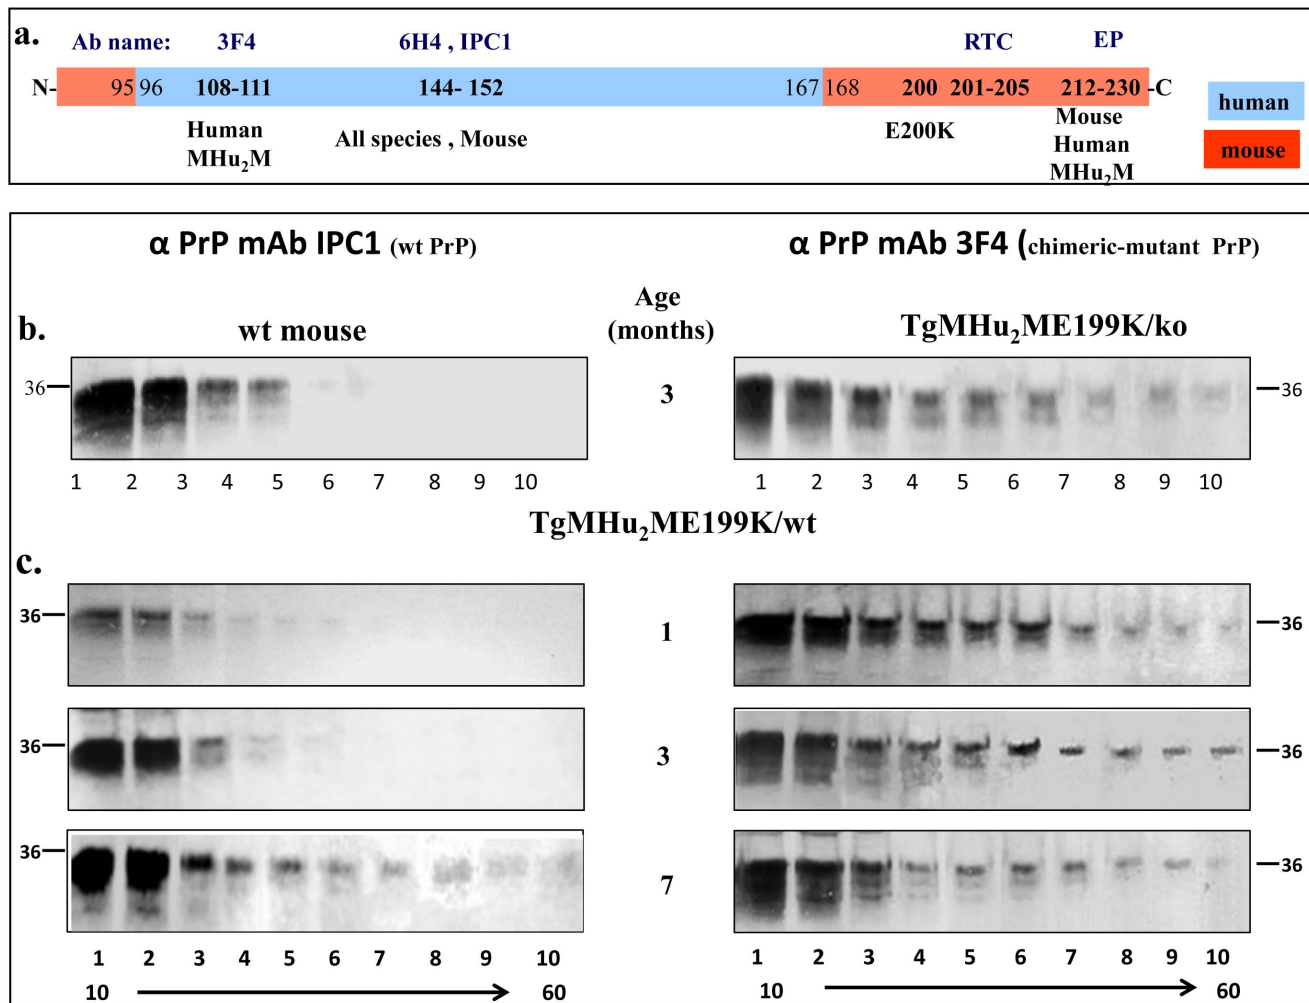 a.
Ab name: 3F4 6H4 , IPC1 RTC EP
N- 95 96 108-111 144- 152 167 168 200 201-205 212-230 -C
Human
MHu₂M
All species , Mouse
E200K
Mouse
Human
MHu₂M
human
mouse
α PrP mAb IPC1 (wt PrP)
α PrP mAb 3F4 (chimeric-mutant PrP)
Age
(months)
b.
wt mouse
TgMHu₂ME199K/ko
36
3
36
1 2 3 4 5 6 7 8 9 10
1 2 3 4 5 6 7 8 9 10
TgMHu₂ME199K/wt
c.
36
1
36
36
3
36
36
7
36
1 2 3 4 5 6 7 8 9 10
1 2 3 4 5 6 7 8 9 10
10 60
10 60